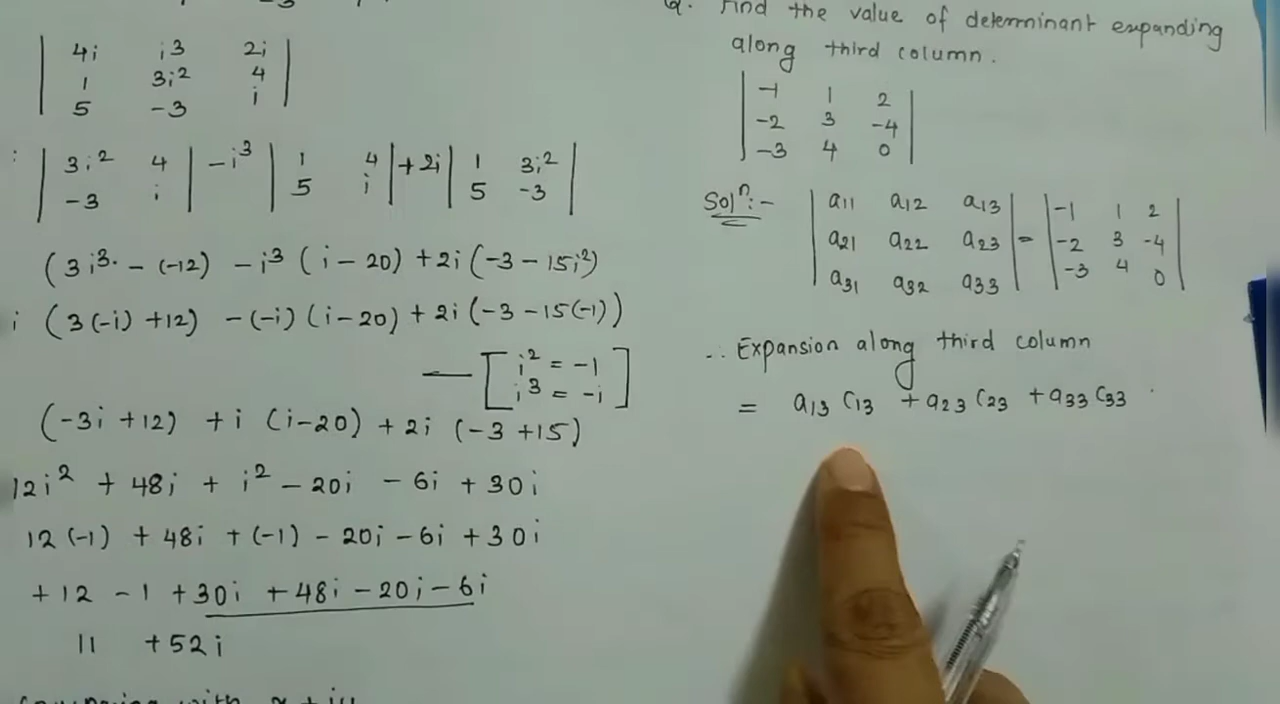 4i i3 2i
1 3i2 4
5 -3 i
: | 3i2 4 | -i3 | 1 4 | +2i | 1 3i2 |
| -3 i | | 5 i | | 5 -3 |
(3i3. - (-12) - i3 (i-20) +2i (-3 - 15i2)
i (3(-i) +12) - (-i) (i-20) + 2i (-3 - 15(-1))
— [ i2 = -1
i3 = -i ]
(-3i +12) + i (i-20) + 2i (-3 +15)
12i2 + 48i + i2 - 20i - 6i + 30i
12 (-1) + 48i + (-1) - 20i - 6i + 30i
+12 - 1 + 30i + 48i - 20i - 6i
11 + 52i
Q. Find the value of determinant expanding
along third column.
| -1 1 2 |
| -2 3 -4 |
| -3 4 0 |
Soln:- | a11 a12 a13 | = | -1 1 2 |
| a21 a22 a23 | | -2 3 -4 |
| a31 a32 a33 | | -3 4 0 |
∴ Expansion along third column
= a13 C13 + a23 C23 + a33 C33